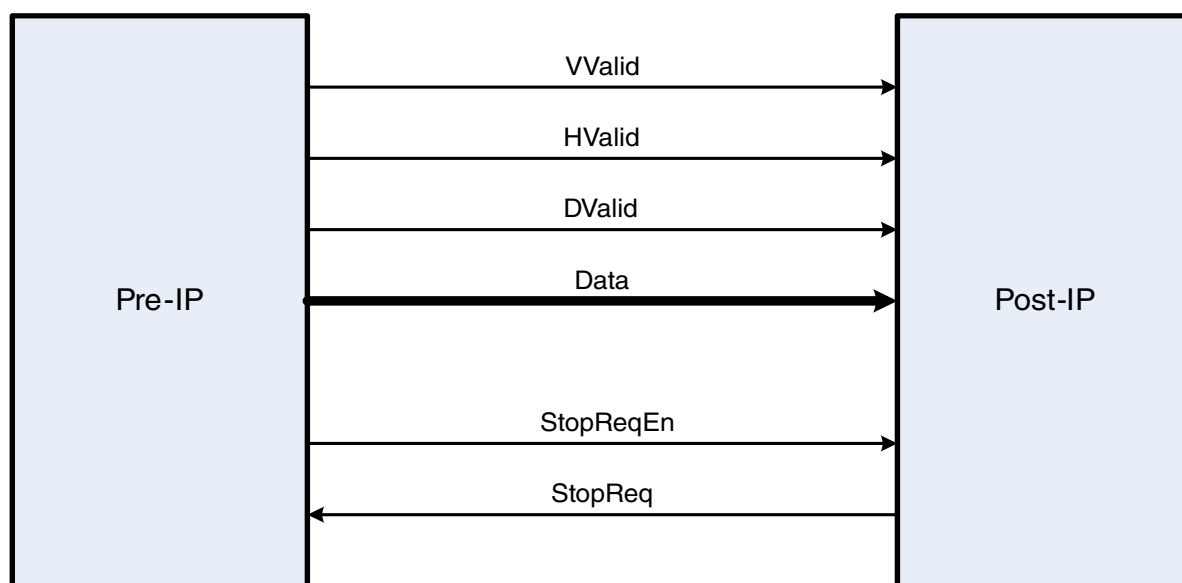 VValid
HValid
DValid
Data
Pre-IP
Post-IP
StopReqEn
StopReq